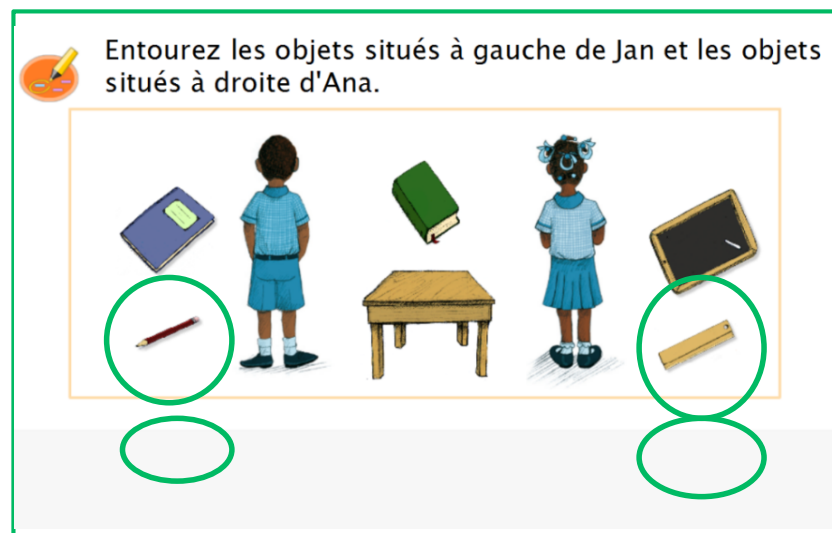 Entourez les objets situés à gauche de Jan et les objets
situés à droite d'Ana.